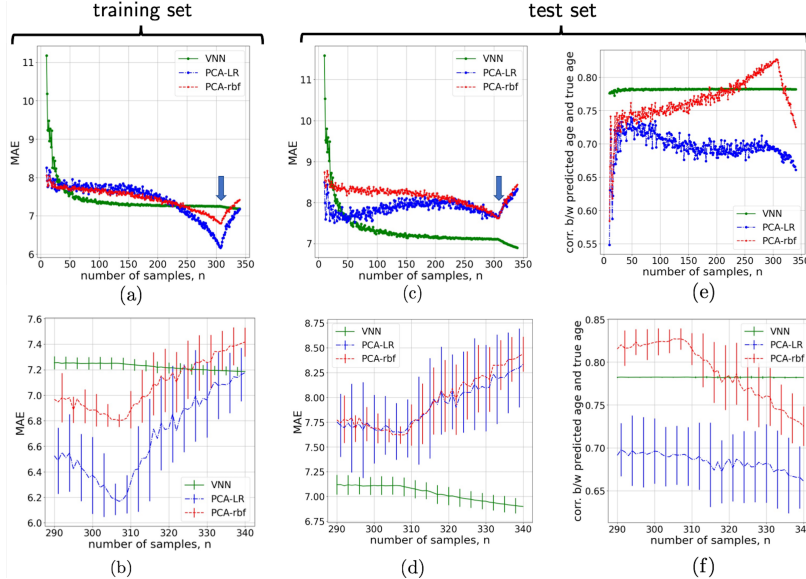 training set
test set
VNN
PCA-LR
PCA-rbf
MAE
11
10
9
8
7
6
0 50 100 150 200 250 300 350
number of samples, n
(a)
VNN
PCA-LR
PCA-rbf
MAE
11
10
9
8
7
0 50 100 150 200 250 300 350
number of samples, n
(c)
VNN
PCA-LR
PCA-rbf
corr. b/w predicted age and true age
0.80
0.75
0.70
0.65
0.60
0.55
0 50 100 150 200 250 300 350
number of samples, n
(e)
VNN
PCA-LR
PCA-rbf
MAE
7.6
7.4
7.2
7.0
6.8
6.6
6.4
6.2
6.0
290 300 310 320 330 340
number of samples, n
(b)
VNN
PCA-LR
PCA-rbf
MAE
8.75
8.50
8.25
8.00
7.75
7.50
7.25
7.00
6.75
290 300 310 320 330 340
number of samples, n
(d)
VNN
PCA-LR
PCA-rbf
corr. b/w predicted age and true age
0.85
0.80
0.75
0.70
0.65
290 300 310 320 330 340
number of samples, n
(f)